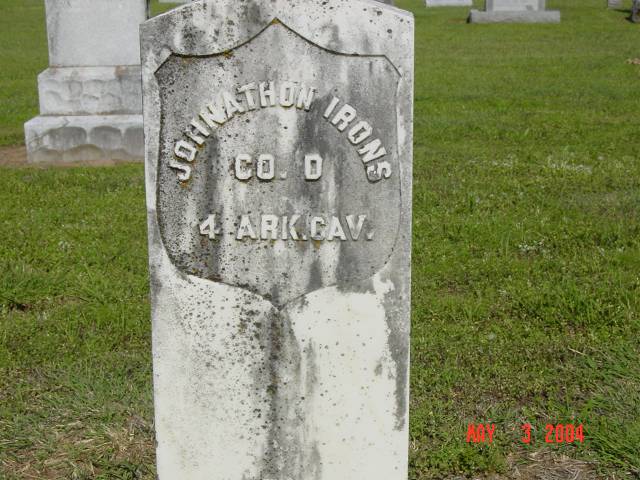 JOHNATHON IRONS
CO. D
4 ARK.CAV.
MAY 3 2004